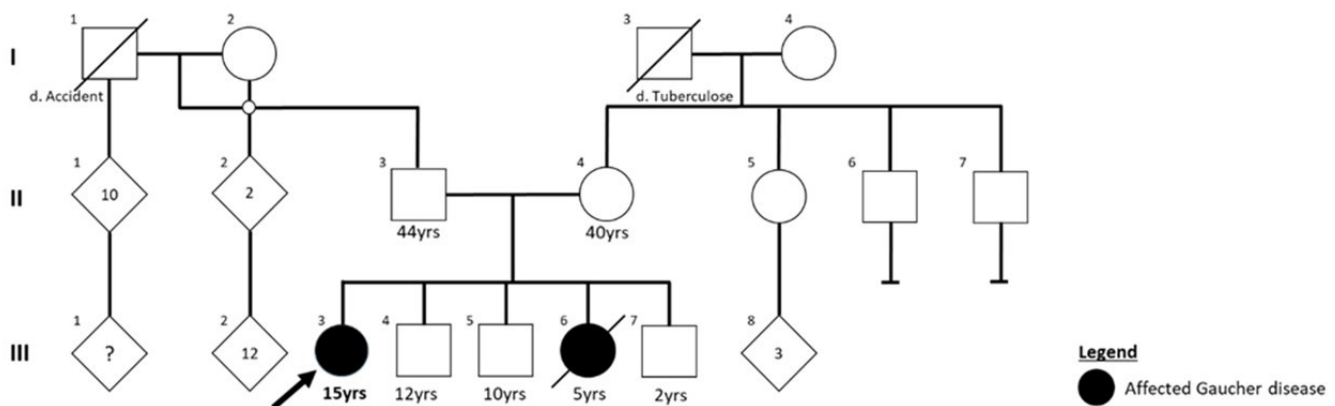 1 2 3 4
I
d. Accident d. Tuberculose
1 2 3 4 5 6 7
II 10 2
44yrs 40yrs
1 2 3 4 5 6 7 8
III ? 12 3
Legend
15yrs 12yrs 10yrs 5yrs 2yrs
Affected Gaucher disease